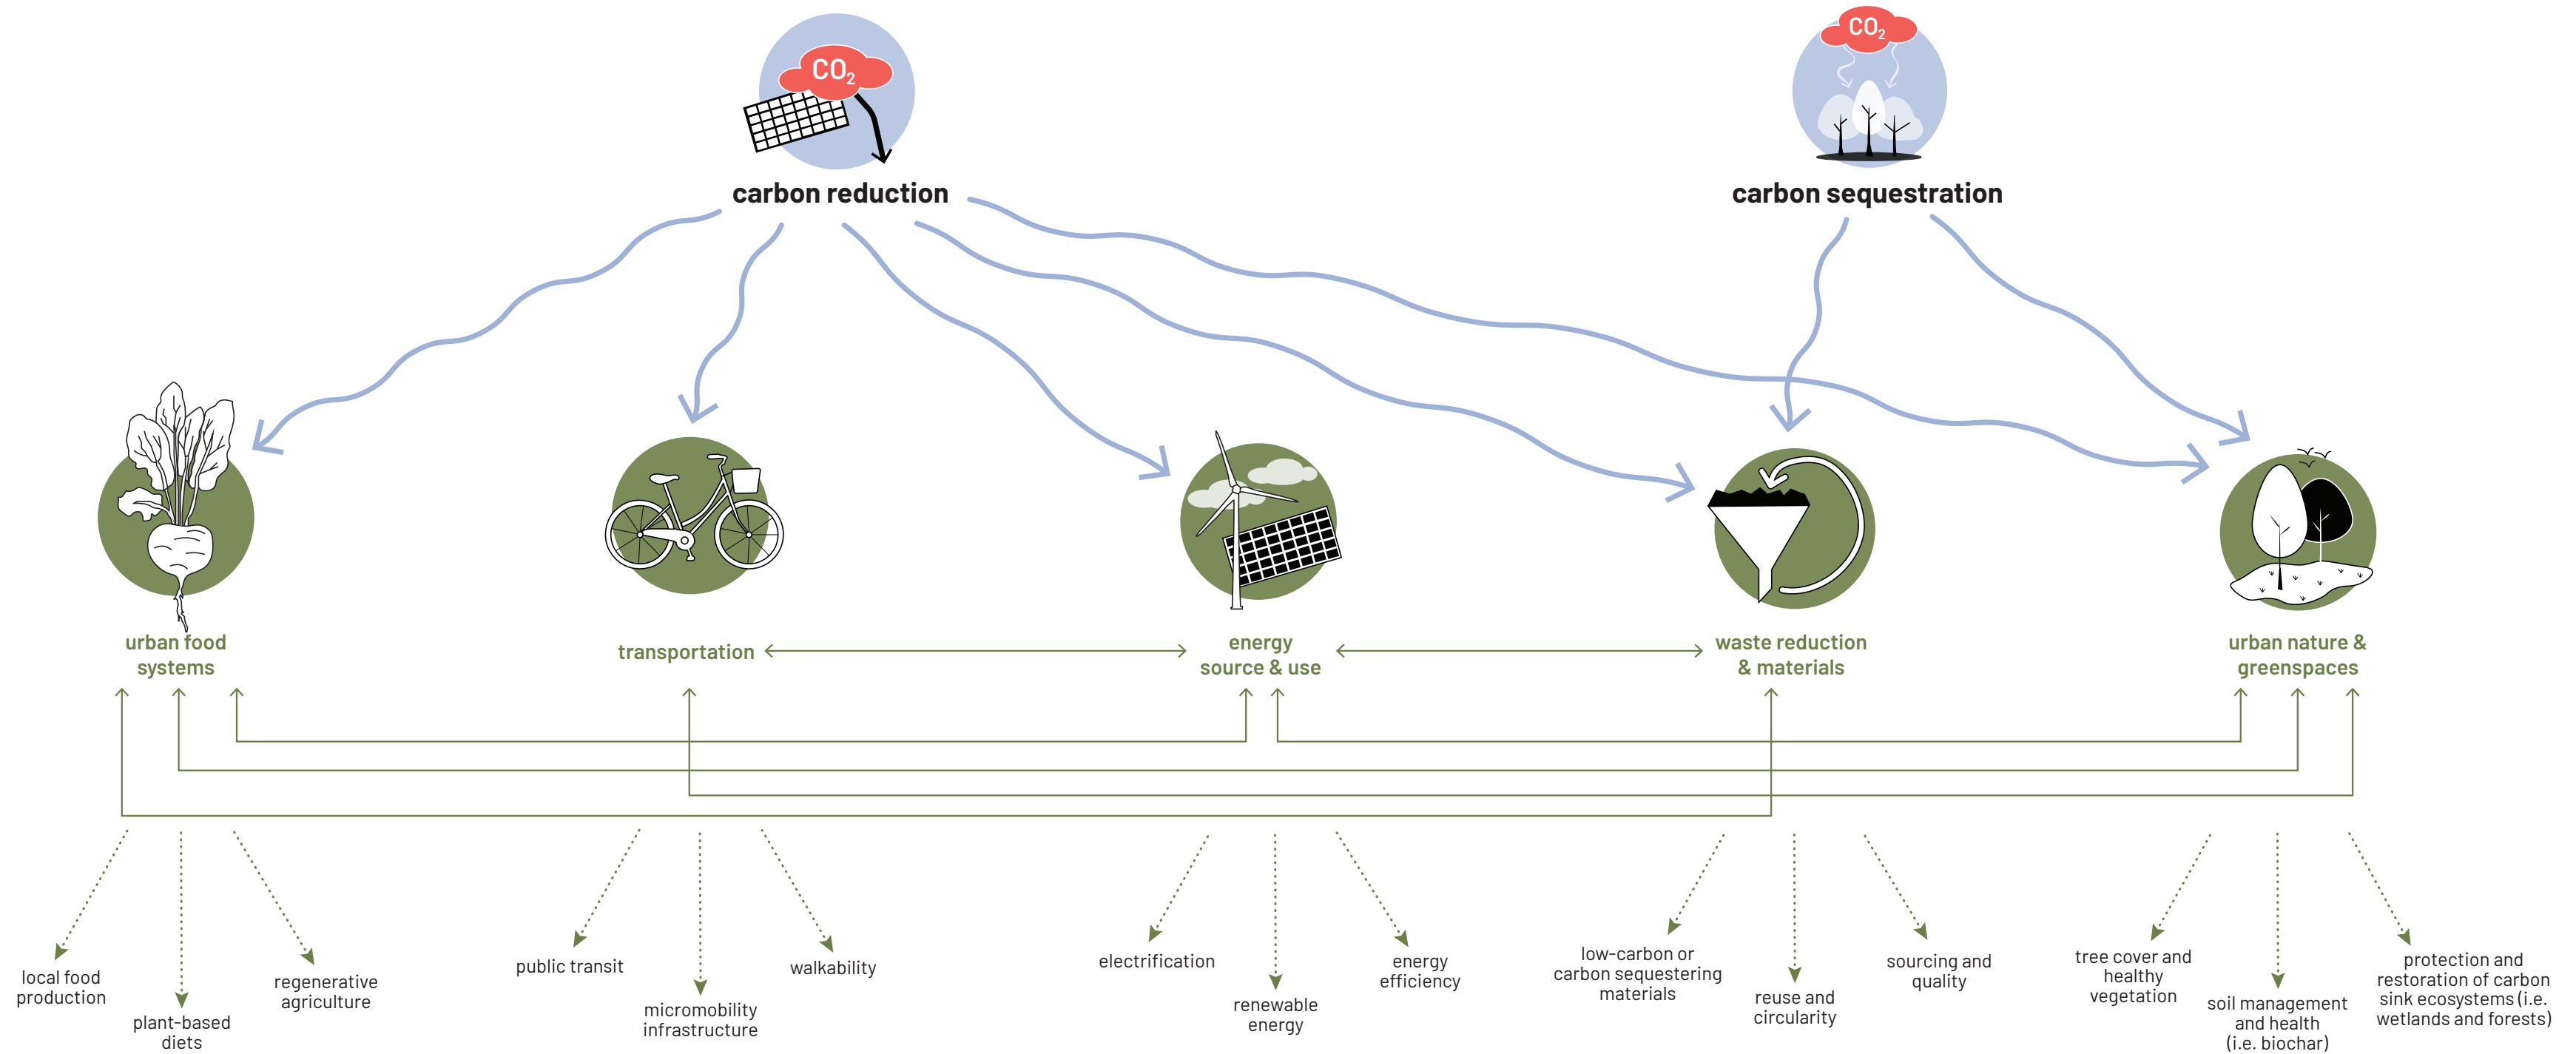 CO2
CO2
carbon reduction
carbon sequestration
urban food
systems
transportation
energy
source & use
waste reduction
& materials
urban nature &
greenspaces
local food
production
plant-based
diets
regenerative
agriculture
public transit
micromobility
infrastructure
walkability
electrification
renewable
energy
energy
efficiency
low-carbon or
carbon sequestering
materials
reuse and
circularity
sourcing and
quality
tree cover and
healthy
vegetation
soil management
and health
(i.e. biochar)
protection and
restoration of carbon
sink ecosystems (i.e.
wetlands and forests)